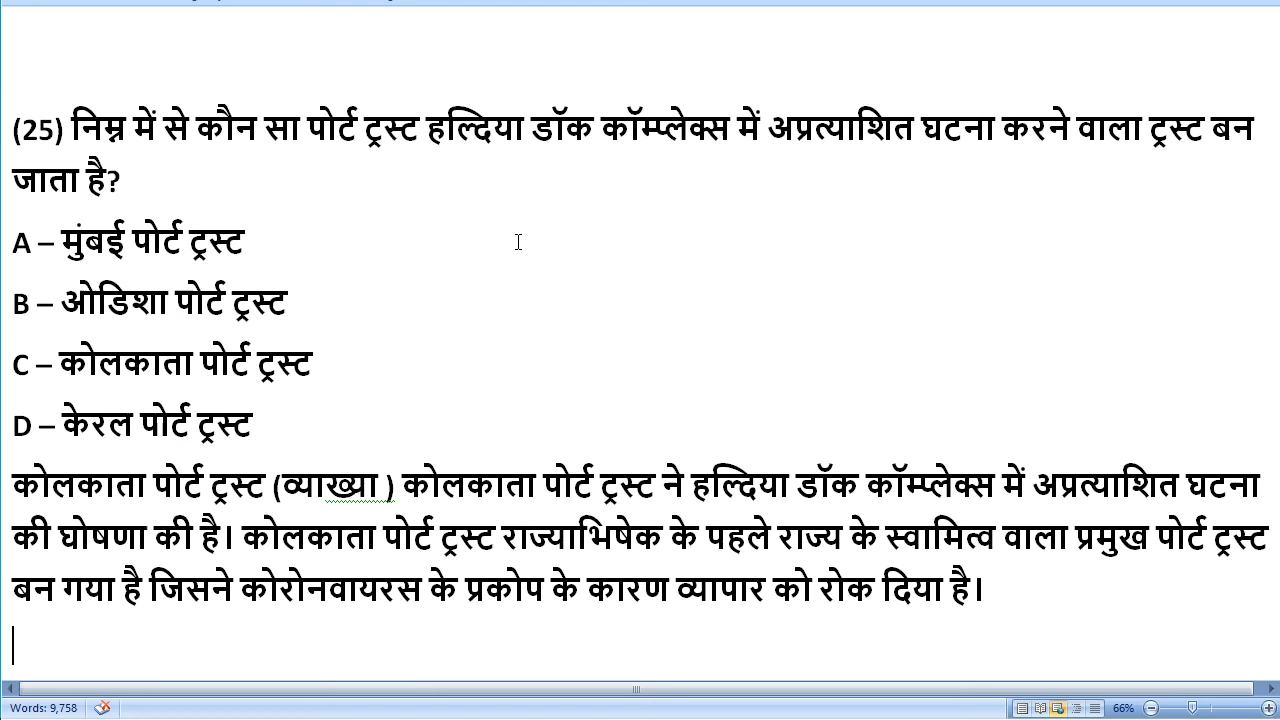 (25) निम्न में से कौन सा पोर्ट ट्रस्ट हल्दिया डॉक कॉम्प्लेक्स में अप्रत्याशित घटना करने वाला ट्रस्ट बन
जाता है?
A – मुंबई पोर्ट ट्रस्ट
B – ओडिशा पोर्ट ट्रस्ट
C – कोलकाता पोर्ट ट्रस्ट
D – केरल पोर्ट ट्रस्ट
कोलकाता पोर्ट ट्रस्ट (व्याख्या ) कोलकाता पोर्ट ट्रस्ट ने हल्दिया डॉक कॉम्प्लेक्स में अप्रत्याशित घटना
की घोषणा की है। कोलकाता पोर्ट ट्रस्ट राज्याभिषेक के पहले राज्य के स्वामित्व वाला प्रमुख पोर्ट ट्रस्ट
बन गया है जिसने कोरोनवायरस के प्रकोप के कारण व्यापार को रोक दिया है।
Words: 9,758
66%